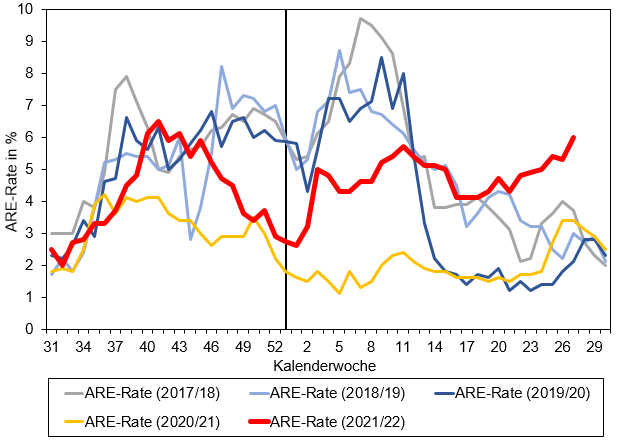 ARE-Rate in %
10
9
8
7
6
5
4
3
2
1
0
31 34 37 40 43 46 49 52 2 5 8 11 14 17 20 23 26 29
Kalenderwoche
ARE-Rate (2017/18) ARE-Rate (2018/19) ARE-Rate (2019/20)
ARE-Rate (2020/21) ARE-Rate (2021/22)